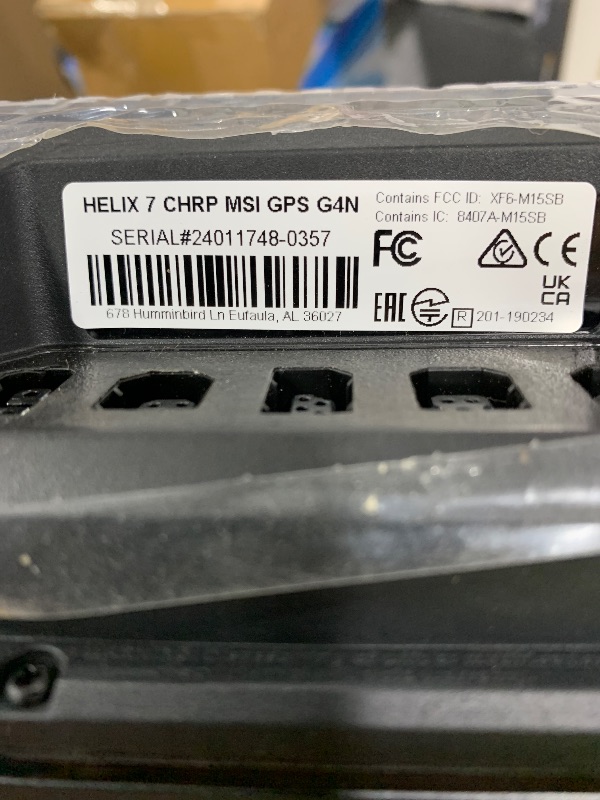 HELIX 7 CHRP MSI GPS G4N
SERIAL#24011748-0357
678 Humminbird Ln Eufaula, AL 36027
Contains FCC ID: XF6-M15SB
Contains IC: 8407A-M15SB
FC CE
UK
CA
EAC
R 201-190234